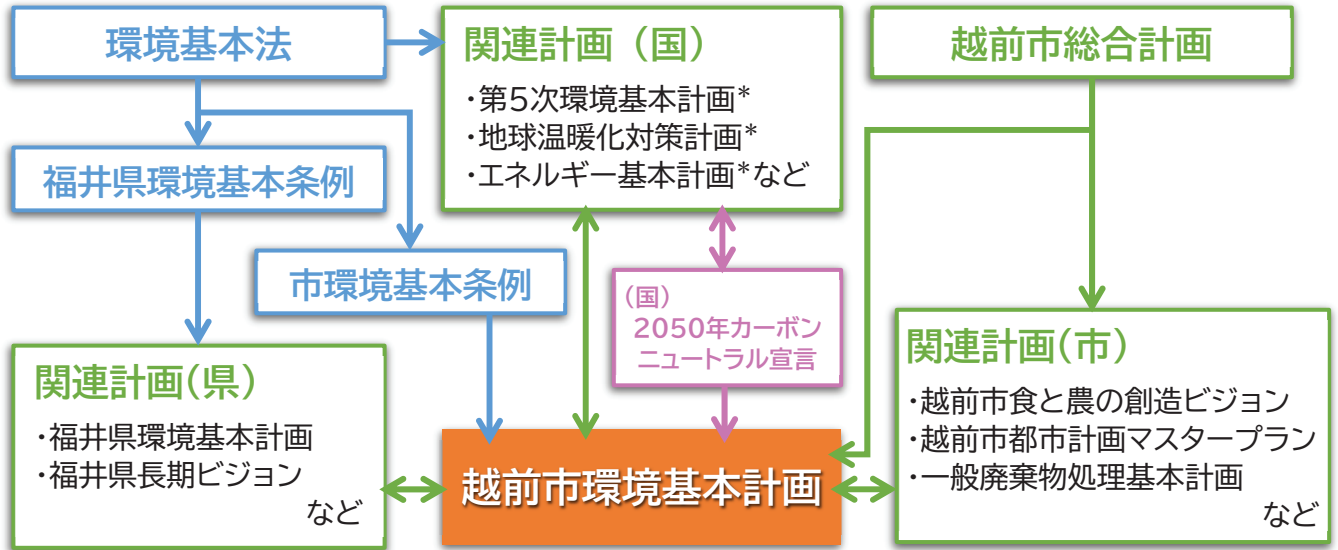 環境基本法
関連計画（国）
・第5次環境基本計画*
・地球温暖化対策計画*
・エネルギー基本計画*など
越前市総合計画
福井県環境基本条例
市環境基本条例
（国）
2050年カーボン
ニュートラル宣言
関連計画(県)
・福井県環境基本計画
・福井県長期ビジョン
など
越前市環境基本計画
関連計画(市)
・越前市食と農の創造ビジョン
・越前市都市計画マスタープラン
・一般廃棄物処理基本計画
など